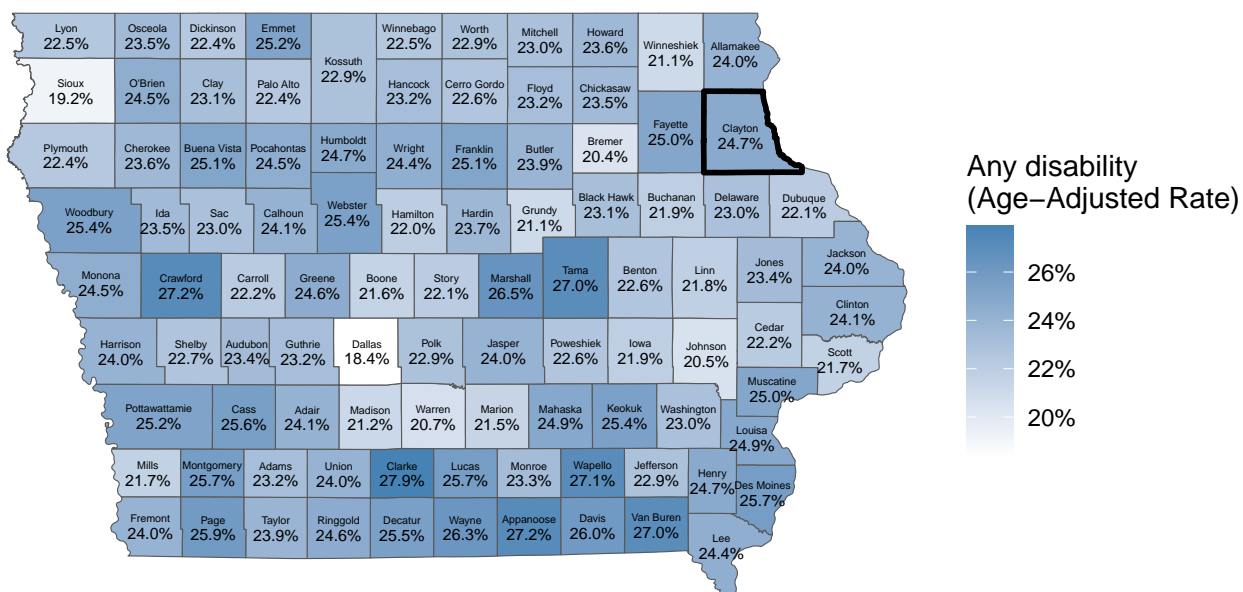 Lyon
22.5%
Osceola
23.5%
Dickinson
22.4%
Emmet
25.2%
Kossuth
22.9%
Winnebago
22.5%
Worth
22.9%
Mitchell
23.0%
Howard
23.6%
Winneshiek
21.1%
Allamakee
24.0%
Sioux
19.2%
O'Brien
24.5%
Clay
23.1%
Palo Alto
22.4%
Hancock
23.2%
Cerro Gordo
22.6%
Floyd
23.2%
Chickasaw
23.5%
Fayette
25.0%
Clayton
24.7%
Plymouth
22.4%
Cherokee
23.6%
Buena Vista
25.1%
Pocahontas
24.5%
Humboldt
24.7%
Wright
24.4%
Franklin
25.1%
Butler
23.9%
Bremer
20.4%
Woodbury
25.4%
Ida
23.5%
Sac
23.0%
Calhoun
24.1%
Webster
25.4%
Hamilton
22.0%
Hardin
23.7%
Grundy
21.1%
Black Hawk
23.1%
Buchanan
21.9%
Delaware
23.0%
Dubuque
22.1%
Monona
24.5%
Crawford
27.2%
Carroll
22.2%
Greene
24.6%
Boone
21.6%
Story
22.1%
Marshall
26.5%
Tama
27.0%
Benton
22.6%
Linn
21.8%
Jones
23.4%
Jackson
24.0%
Clinton
24.1%
Harrison
24.0%
Shelby
22.7%
Audubon
23.4%
Guthrie
23.2%
Dallas
18.4%
Polk
22.9%
Jasper
24.0%
Poweshiek
22.6%
Iowa
21.9%
Johnson
20.5%
Cedar
22.2%
Scott
21.7%
Muscatine
25.0%
Pottawattamie
25.2%
Cass
25.6%
Adair
24.1%
Madison
21.2%
Warren
20.7%
Marion
21.5%
Mahaska
24.9%
Keokuk
25.4%
Washington
23.0%
Louisa
24.9%
Mills
21.7%
Montgomery
25.7%
Adams
23.2%
Union
24.0%
Clarke
27.9%
Lucas
25.7%
Monroe
23.3%
Wapello
27.1%
Jefferson
22.9%
Henry
24.7%
Des Moines
25.7%
Fremont
24.0%
Page
25.9%
Taylor
23.9%
Ringgold
24.6%
Decatur
25.5%
Wayne
26.3%
Appanoose
27.2%
Davis
26.0%
Van Buren
27.0%
Lee
24.4%
Any disability
(Age−Adjusted Rate)
26%
24%
22%
20%